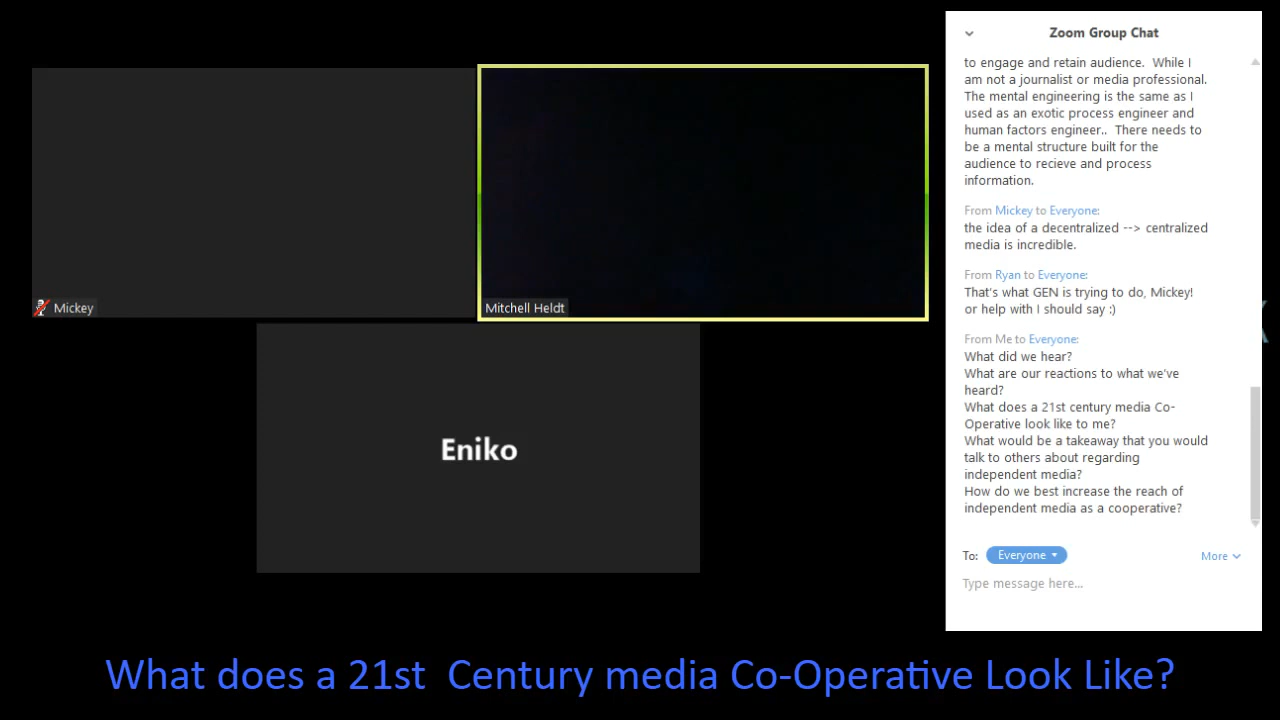 Zoom Group Chat
to engage and retain audience.  While I
am not a journalist or media professional.
The mental engineering is the same as I
used as an exotic process engineer and
human factors engineer..  There needs to
be a mental structure built for the
audience to recieve and process
information.
From Mickey to Everyone:
the idea of a decentralized --> centralized
media is incredible.
From Ryan to Everyone:
That's what GEN is trying to do, Mickey!
or help with I should say :)
From Me to Everyone:
What did we hear?
What are our reactions to what we've
heard?
What does a 21st century media Co-
Operative look like to me?
What would be a takeaway that you would
talk to others about regarding
independent media?
How do we best increase the reach of
independent media as a cooperative?
To: Everyone
More
Type message here...
Mickey
Mitchell Heldt
Eniko
What does a 21st  Century media Co-Operative Look Like?